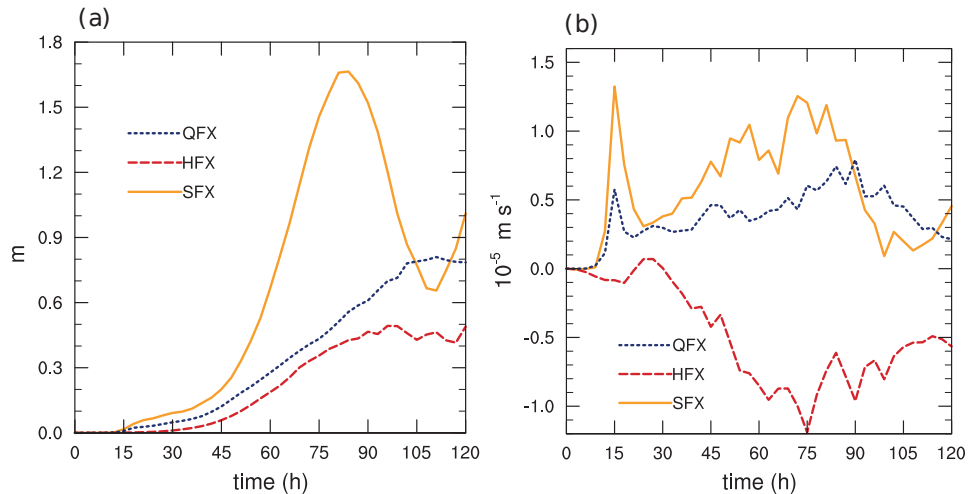 (a)
1.8
1.5
1.2
0.9
0.6
0.3
0.0
m
QFX
HFX
SFX
0 15 30 45 60 75 90 105 120
time (h)
(b)
1.5
1.0
0.5
0.0
-0.5
-1.0
10⁻⁵ m s⁻¹
QFX
HFX
SFX
0 15 30 45 60 75 90 105 120
time (h)